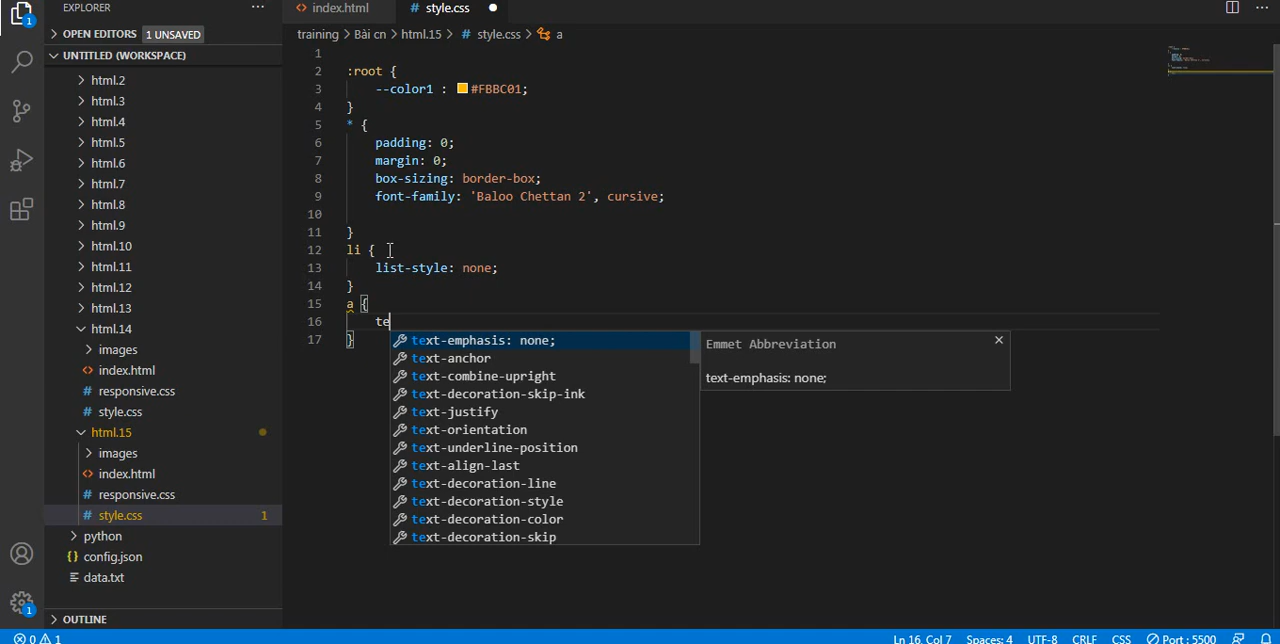 EXPLORER
index.html
# style.css
1
OPEN EDITORS 1 UNSAVED
training > Bài cn > html.15 > # style.css > a
UNTITLED (WORKSPACE)
1
html.2
2 :root {
html.3
3 --color1 : #FBBC01;
html.4
4 }
html.5
5 * {
html.6
6 padding: 0;
html.7
7 margin: 0;
html.8
8 box-sizing: border-box;
html.9
9 font-family: 'Baloo Chettan 2', cursive;
html.10
10
html.11
11 }
html.12
12 li {
html.13
13 list-style: none;
html.14
14 }
images
15 a {
index.html
16 te
# responsive.css
17 }
# style.css
html.15
images
index.html
# responsive.css
# style.css 1
python
{} config.json
data.txt
OUTLINE
text-emphasis: none;
text-anchor
text-combine-upright
text-decoration-skip-ink
text-justify
text-orientation
text-underline-position
text-align-last
text-decoration-line
text-decoration-style
text-decoration-color
text-decoration-skip
Emmet Abbreviation
text-emphasis: none;
1
0 1
Ln 16, Col 7 Spaces: 4 UTF-8 CRLF CSS Port : 5500